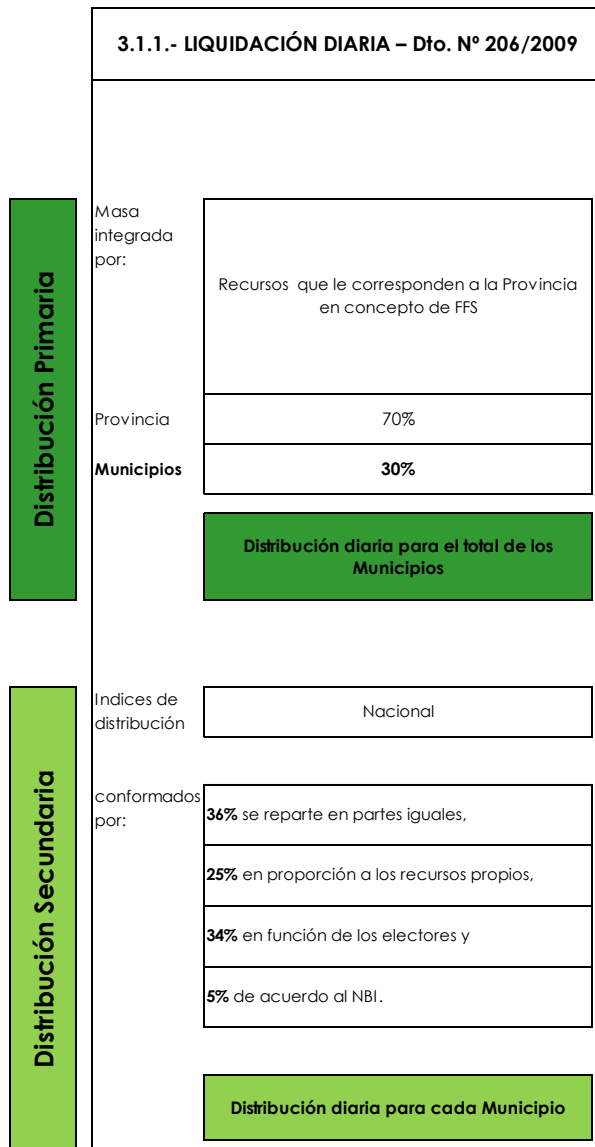 3.1.1.- LIQUIDACIÓN DIARIA – Dto. Nº 206/2009
Distribución Primaria
Masa
integrada
por:
Recursos que le corresponden a la Provincia
en concepto de FFS
Provincia
70%
Municipios
30%
Distribución diaria para el total de los
Municipios
Distribución Secundaria
Indices de
distribución
Nacional
conformados
por:
36% se reparte en partes iguales,
25% en proporción a los recursos propios,
34% en función de los electores y
5% de acuerdo al NBI.
Distribución diaria para cada Municipio